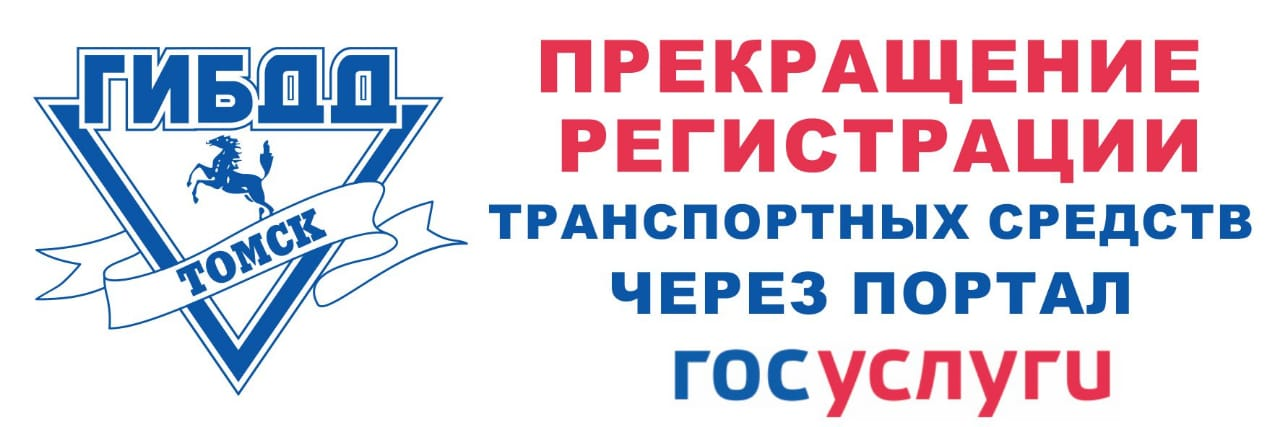 ГИБДД
ТОМСК
ПРЕКРАЩЕНИЕ
РЕГИСТРАЦИИ
ТРАНСПОРТНЫХ СРЕДСТВ
ЧЕРЕЗ ПОРТАЛ
госуслуги